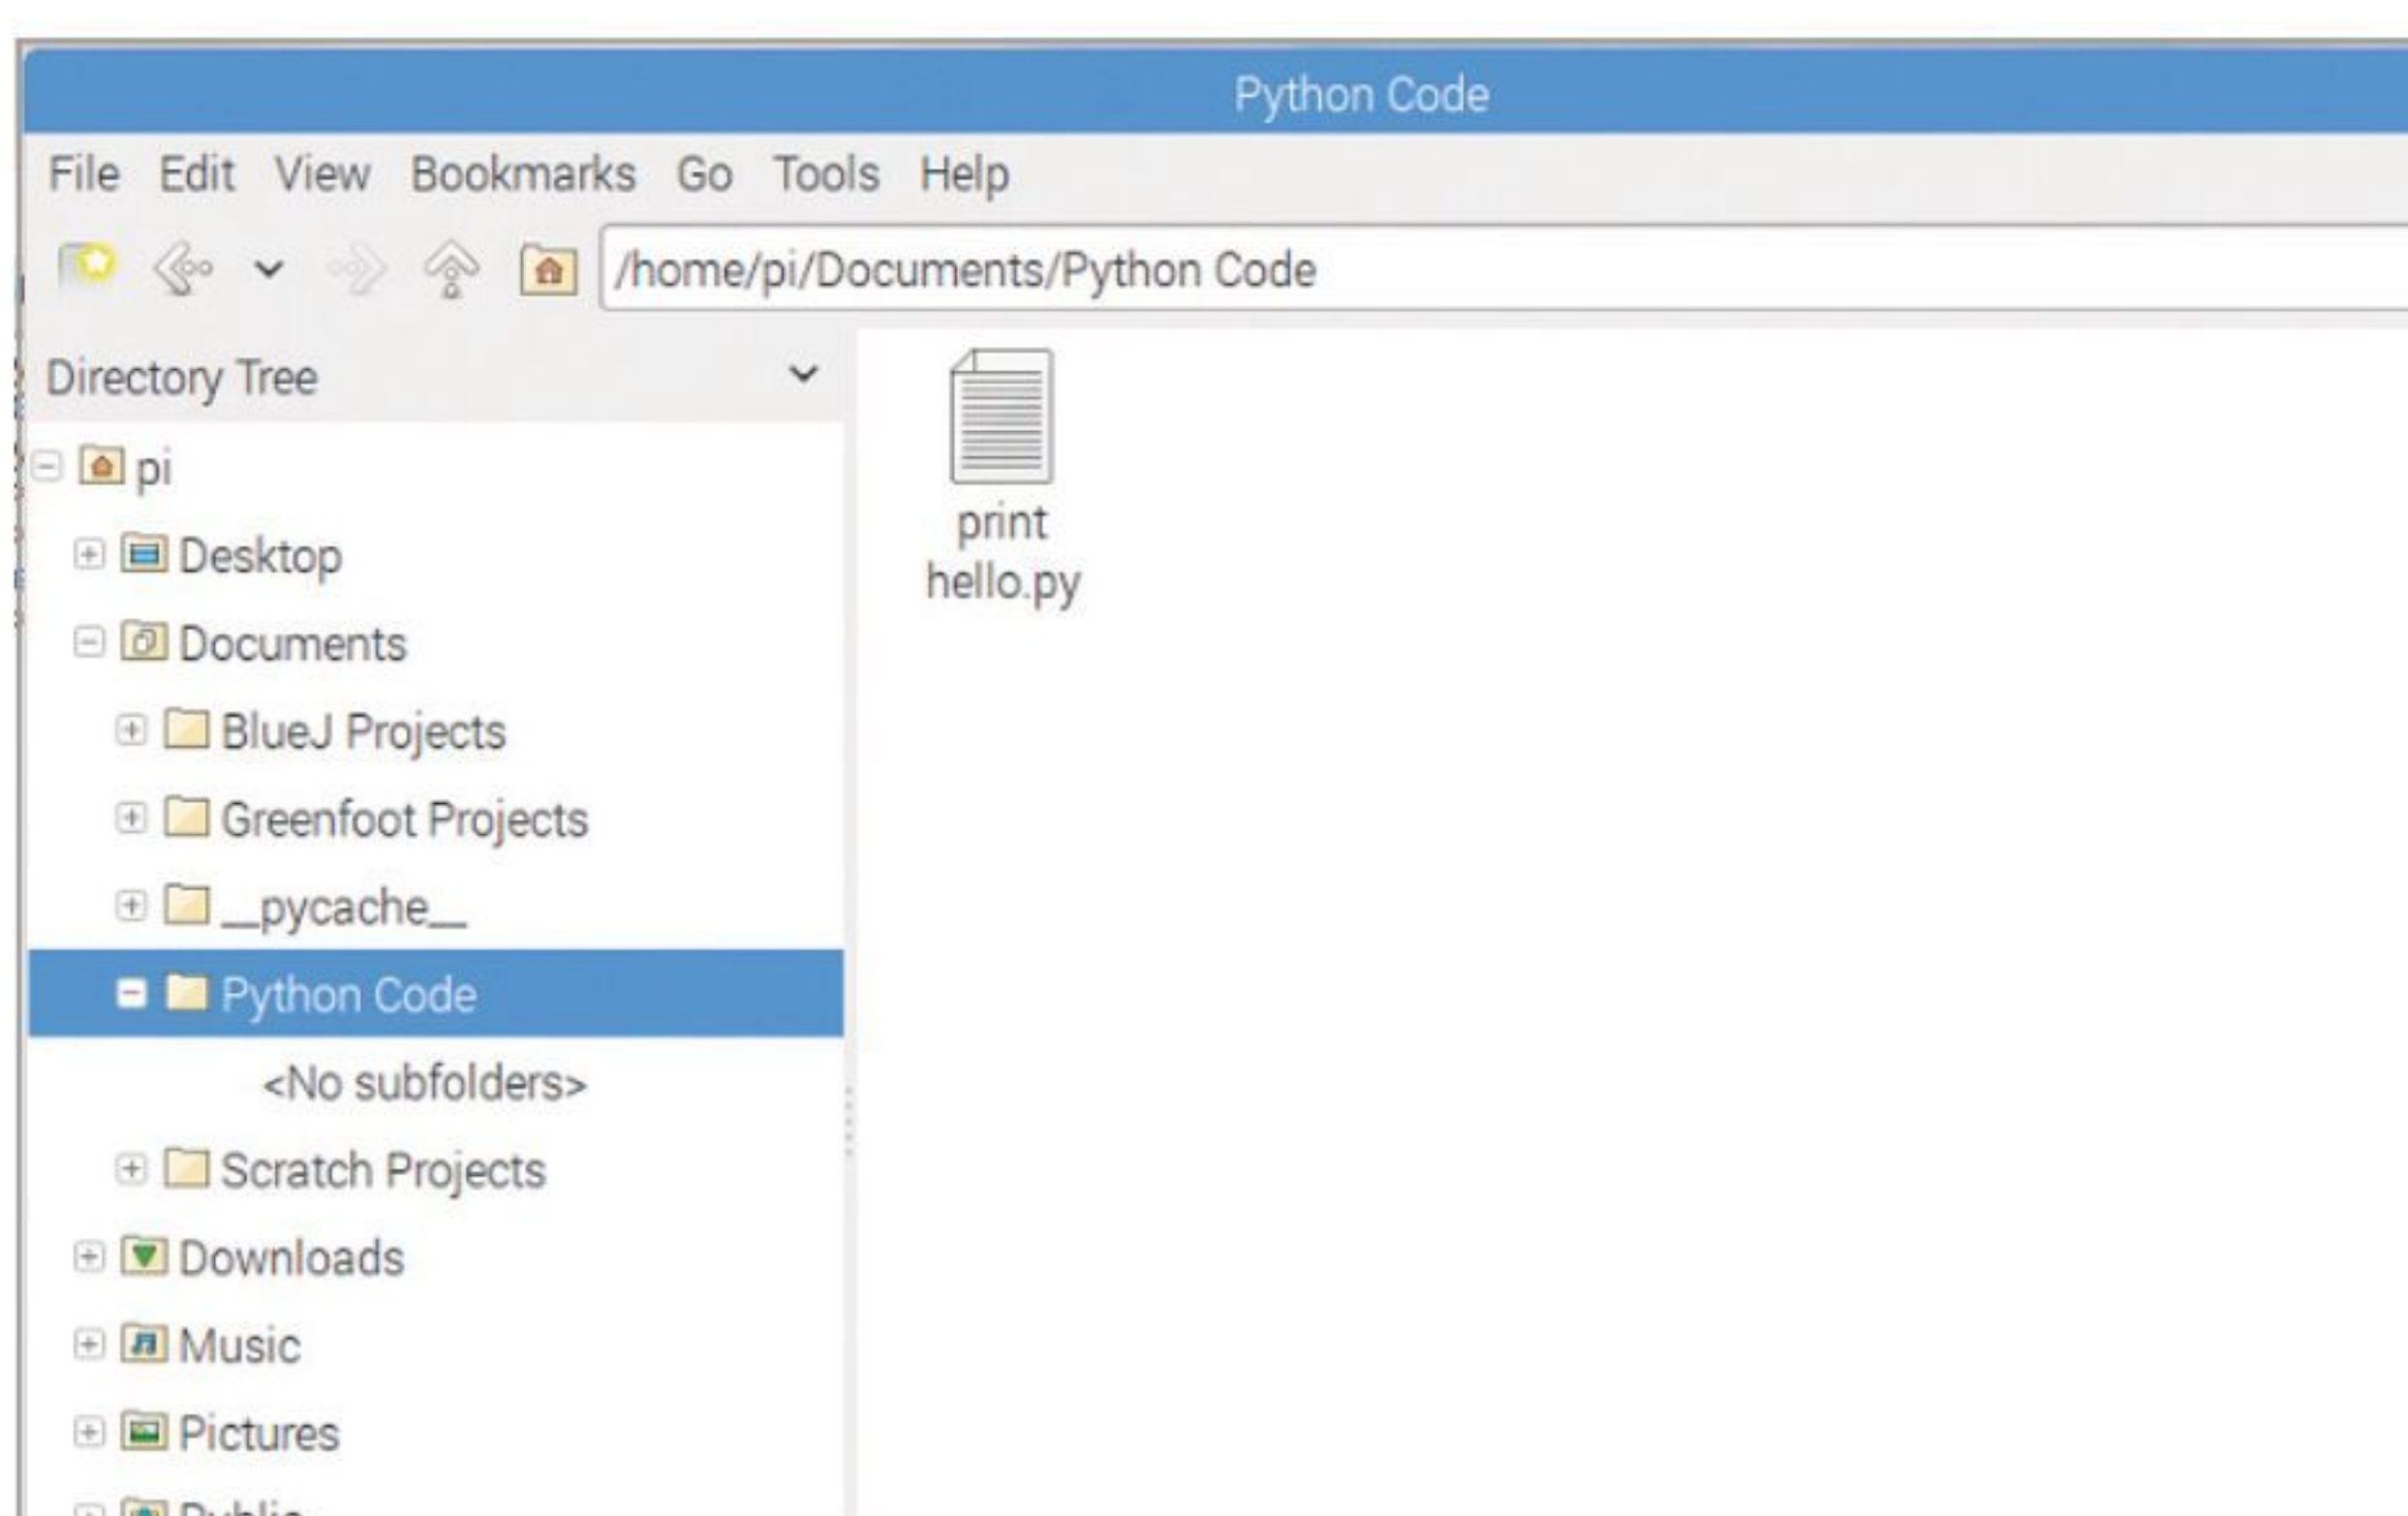 Python Code
File Edit View Bookmarks Go Tools Help
/home/pi/Documents/Python Code
Directory Tree
pi
Desktop
Documents
BlueJ Projects
Greenfoot Projects
__pycache__
Python Code
<No subfolders>
Scratch Projects
Downloads
Music
Pictures
Public
print
hello.py